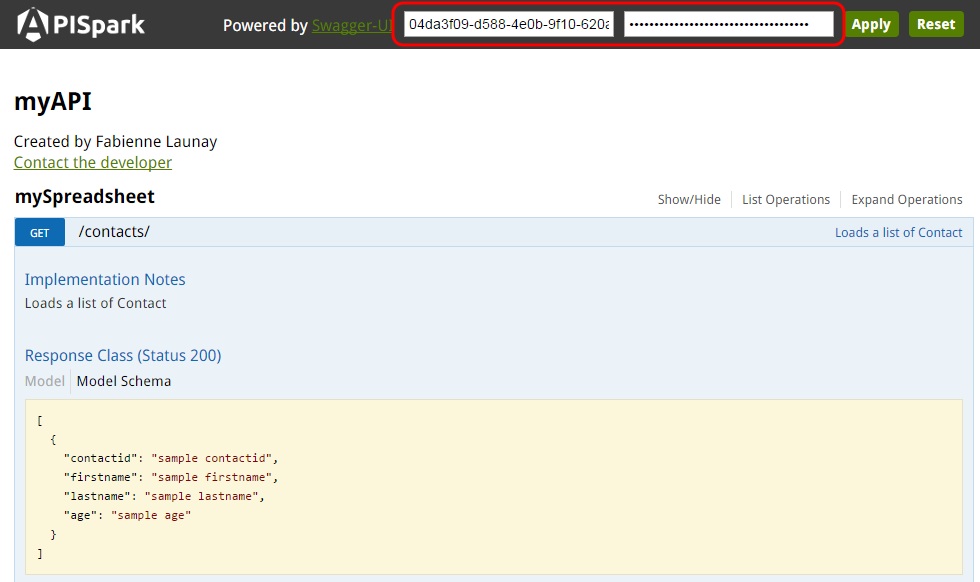 APISpark Powered by Swagger-UI 04da3f09-d588-4e0b-9f10-620a •••••••••••••••••••••••••••••••••••• Apply Reset
myAPI
Created by Fabienne Launay
Contact the developer
mySpreadsheet Show/Hide List Operations Expand Operations
GET /contacts/ Loads a list of Contact
Implementation Notes
Loads a list of Contact
Response Class (Status 200)
Model Model Schema
[
{
"contactid": "sample contactid",
"firstname": "sample firstname",
"lastname": "sample lastname",
"age": "sample age"
}
]